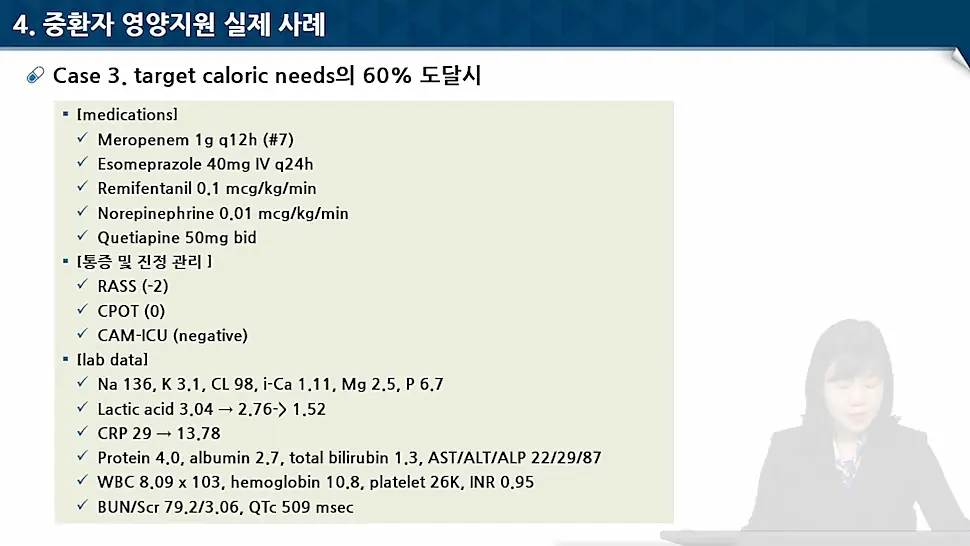 4. 중환자 영양지원 실제 사례
Case 3. target caloric needs의 60% 도달시
[medications]
Meropenem 1g q12h (#7)
Esomeprazole 40mg IV q24h
Remifentanil 0.1 mcg/kg/min
Norepinephrine 0.01 mcg/kg/min
Quetiapine 50mg bid
[통증 및 진정 관리 ]
RASS (-2)
CPOT (0)
CAM-ICU (negative)
[lab data]
Na 136, K 3.1, CL 98, i-Ca 1.11, Mg 2.5, P 6.7
Lactic acid 3.04 → 2.76-> 1.52
CRP 29 → 13.78
Protein 4.0, albumin 2.7, total bilirubin 1.3, AST/ALT/ALP 22/29/87
WBC 8.09 x 103, hemoglobin 10.8, platelet 26K, INR 0.95
BUN/Scr 79.2/3.06, QTc 509 msec